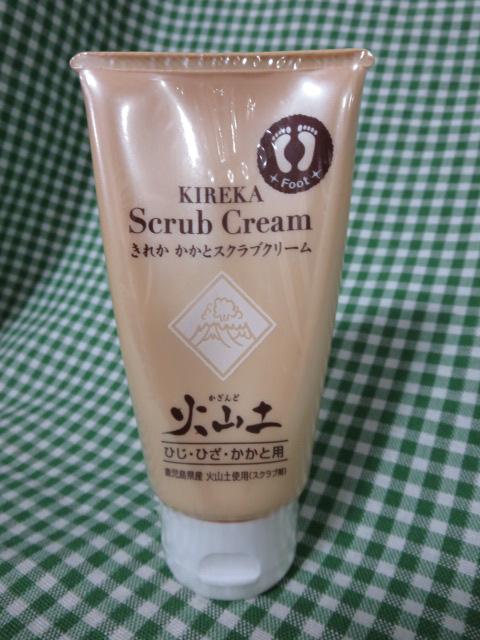 Foot
KIREKA
Scrub Cream
きれか かかとスクラブクリーム
かざんど
火山土
ひじ・ひざ・かかと用
鹿児島県産 火山土使用(スクラブ剤)